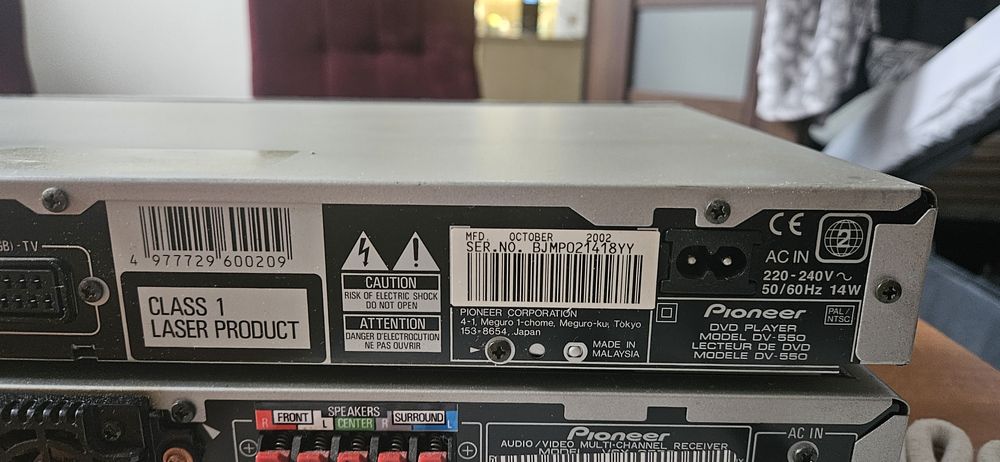 -TV
4 977729 600209
CLASS 1
LASER PRODUCT
CAUTION
RISK OF ELECTRIC SHOCK
DO NOT OPEN
ATTENTION
DANGER D'ELECTROCUTION
NE PAS OUVRIR
MFD. OCTOBER 2002
SER.NO. BJMP021418YY
PIONEER CORPORATION
4-1, Meguro 1-chome, Meguro-ku, Tokyo
153-8654, Japan
MADE IN
MALAYSIA
CE
2
AC IN
220-240V~
50/60Hz 14W
Pioneer
DVD PLAYER
MODEL DV-550
LECTEUR DE DVD
MODELE DV-550
PAL/
NTSC
SPEAKERS
FRONT
SURROUND
R L CENTER R L
Pioneer
AUDIO/VIDEO MULTI-CHANNEL RECEIVER
MODEL
AC IN